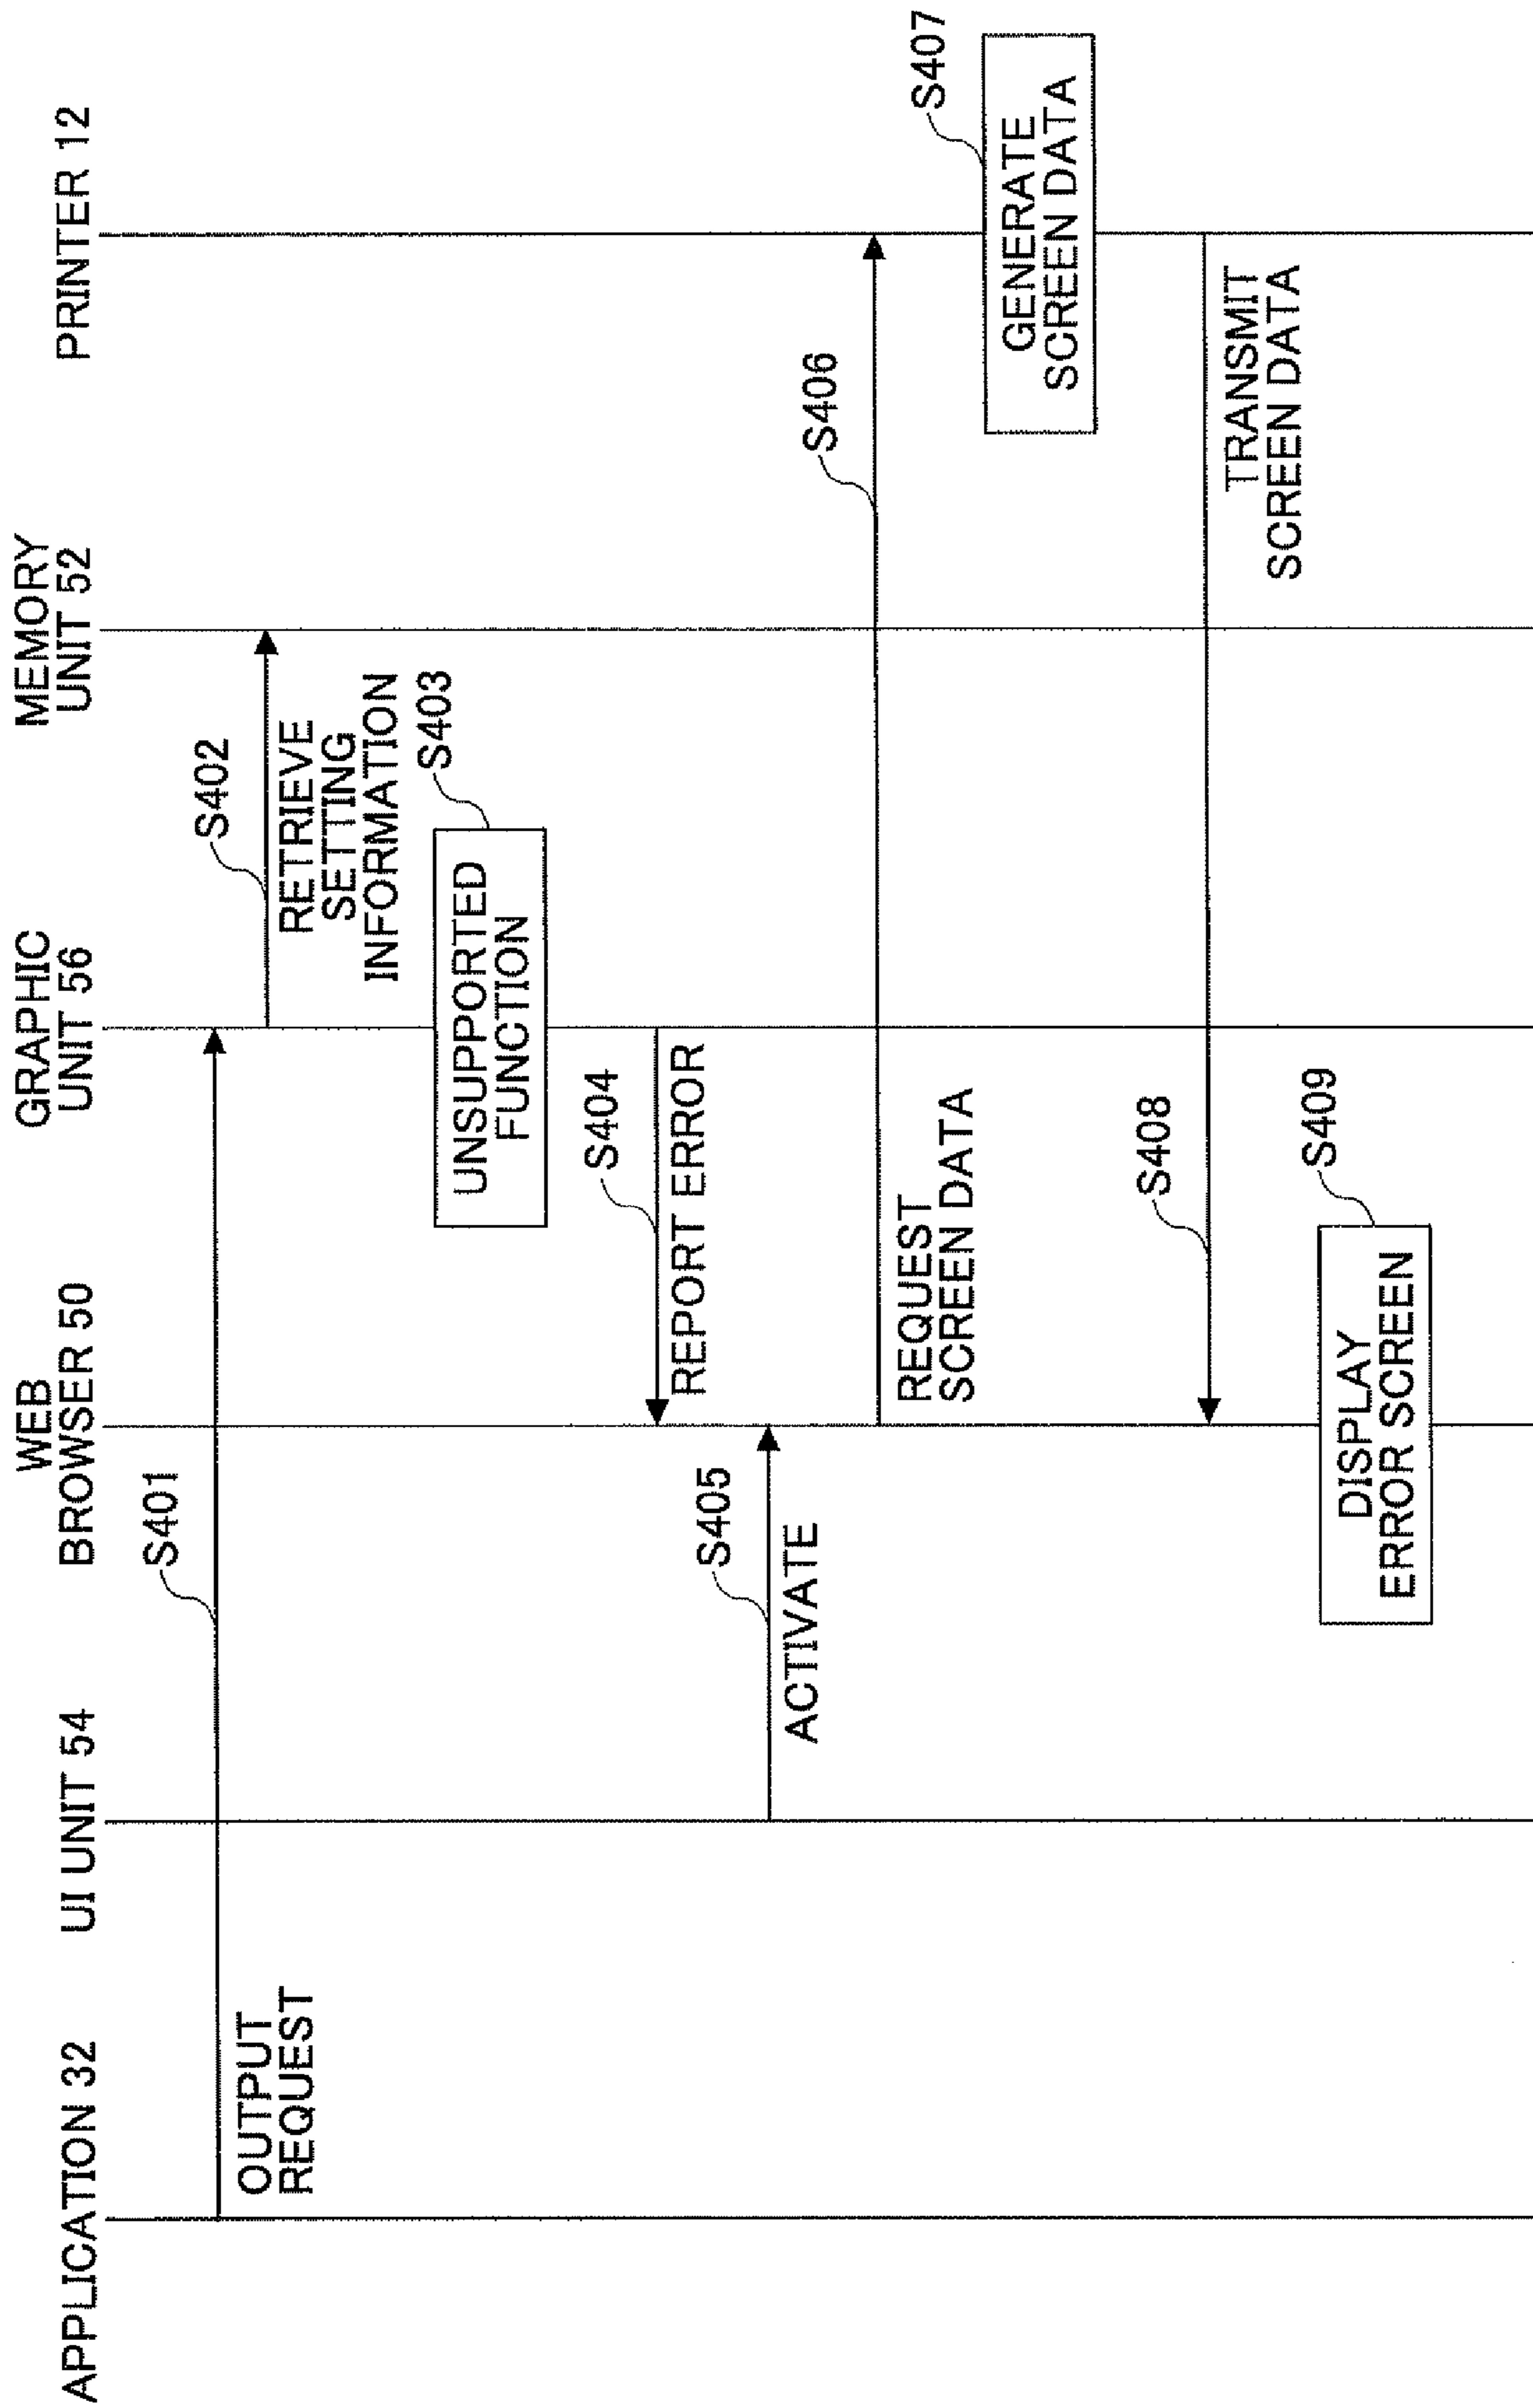 APPLICATION 32
UI UNIT 54
WEB
BROWSER 50
GRAPHIC
UNIT 56
MEMORY
UNIT 52
PRINTER 12
S401
OUTPUT
REQUEST
S402
RETRIEVE
SETTING
INFORMATION
S403
UNSUPPORTED
FUNCTION
S404
REPORT ERROR
S405
ACTIVATE
S406
REQUEST
SCREEN DATA
S407
GENERATE
SCREEN DATA
S408
TRANSMIT
SCREEN DATA
S409
DISPLAY
ERROR SCREEN